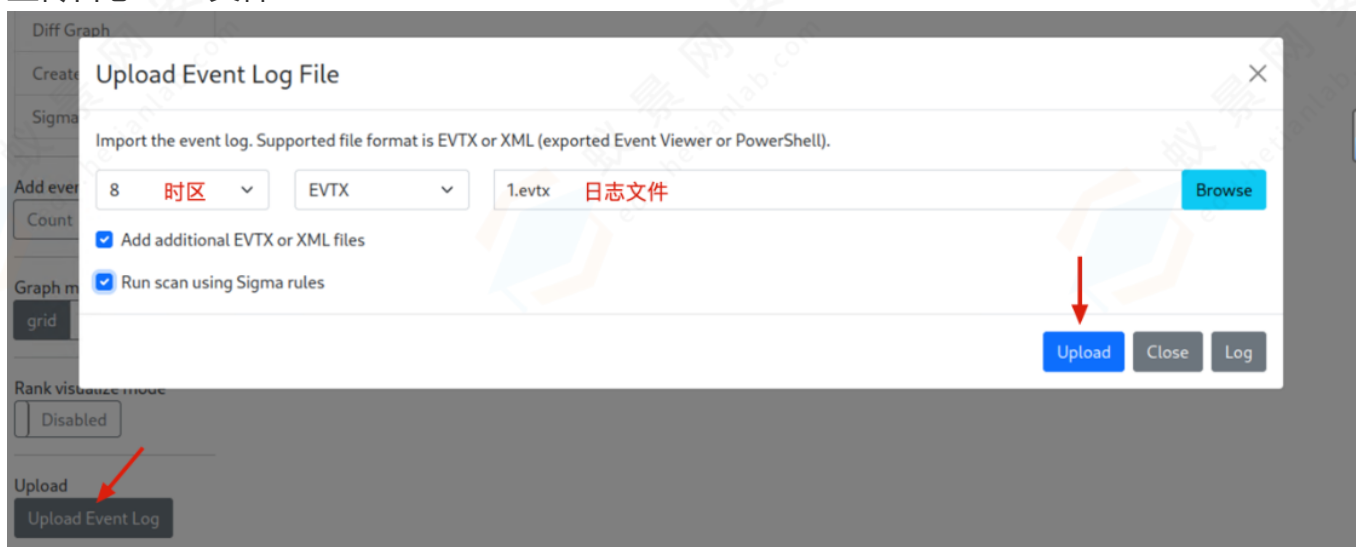 Diff Graph
Create
Sigma
Upload Event Log File
Import the event log. Supported file format is EVTX or XML (exported Event Viewer or PowerShell).
Add ever
8 时区 EVTX 1.evtx 日志文件 Browse
Count
Add additional EVTX or XML files
Run scan using Sigma rules
Graph m
grid
Upload Close Log
Rank visualize mode
Disabled
Upload
Upload Event Log